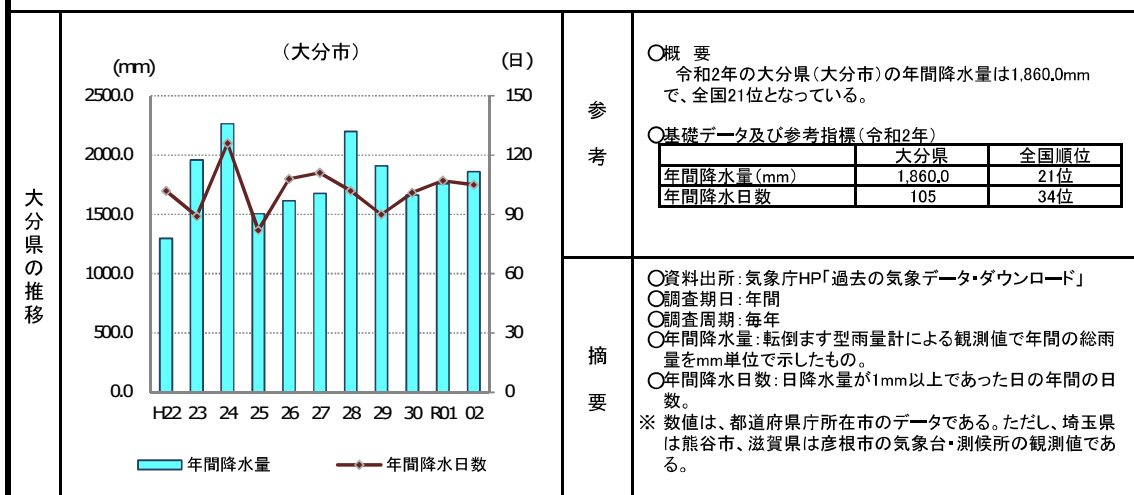 大分県の推移
(大分市)
(mm)
(日)
2500.0
2000.0
1500.0
1000.0
500.0
0.0
150
120
90
60
30
0
H22 23 24 25 26 27 28 29 30 R01 02
年間降水量 年間降水日数
参考
○概 要
令和2年の大分県(大分市)の年間降水量は1,860.0mm
で、全国21位となっている。
○基礎データ及び参考指標(令和2年)
大分県 全国順位
年間降水量(mm) 1,860.0 21位
年間降水日数 105 34位
摘要
○資料出所:気象庁HP「過去の気象データ・ダウンロード」
○調査期日:年間
○調査周期:毎年
○年間降水量:転倒ます型雨量計による観測値で年間の総雨
量をmm単位で示したもの。
○年間降水日数:日降水量が1mm以上であった日の年間の日
数。
※ 数値は、都道府県庁所在市のデータである。ただし、埼玉県
は熊谷市、滋賀県は彦根市の気象台・測候所の観測値であ
る。